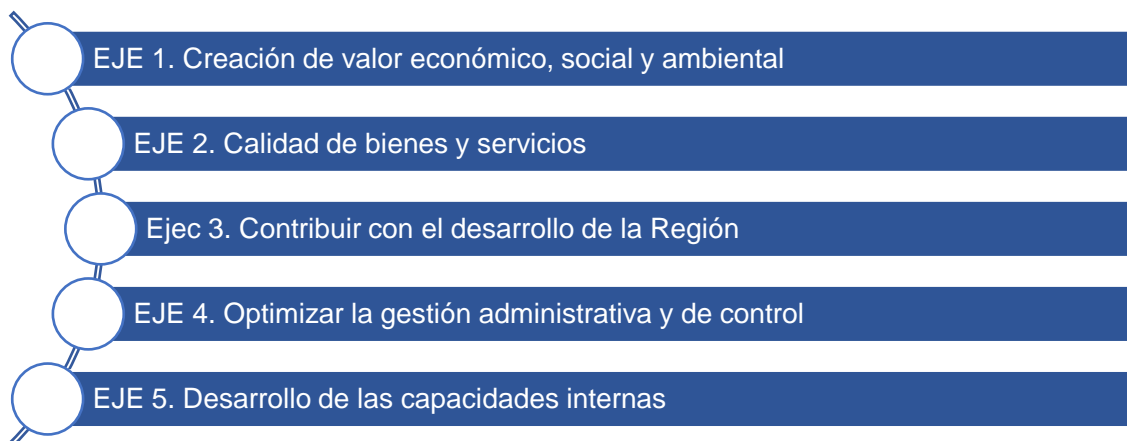 EJE 1. Creación de valor económico, social y ambiental
EJE 2. Calidad de bienes y servicios
Ejec 3. Contribuir con el desarrollo de la Región
EJE 4. Optimizar la gestión administrativa y de control
EJE 5. Desarrollo de las capacidades internas